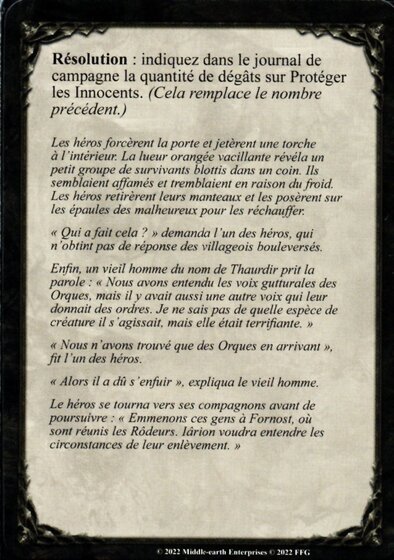 Résolution : indiquez dans le journal de
campagne la quantité de dégâts sur Protéger
les Innocents. (Cela remplace le nombre
précédent.)
Les héros forcèrent la porte et jetèrent une torche
à l'intérieur. La lueur orangée vacillante révéla un
petit groupe de survivants blottis dans un coin. Ils
semblaient affamés et tremblaient en raison du froid.
Les héros retirèrent leurs manteaux et les posèrent sur
les épaules des malheureux pour les réchauffer.
« Qui a fait cela ? » demanda l'un des héros, qui
n'obtint pas de réponse des villageois bouleversés.
Enfin, un vieil homme du nom de Thaurdir prit la
parole : « Nous avons entendu les voix gutturales des
Orques, mais il y avait aussi une autre voix qui leur
donnait des ordres. Je ne sais pas de quelle espèce de
créature il s'agissait, mais elle était terrifiante. »
« Nous n'avons trouvé que des Orques en arrivant »,
fit l'un des héros.
« Alors il a dû s'enfuir », expliqua le vieil homme.
Le héros se tourna vers ses compagnons avant de
poursuivre : « Emmenons ces gens à Fornost, où
sont réunis les Rôdeurs. Iârion voudra entendre les
circonstances de leur enlèvement. »
© 2022 Middle-earth Enterprises © 2022 FFG